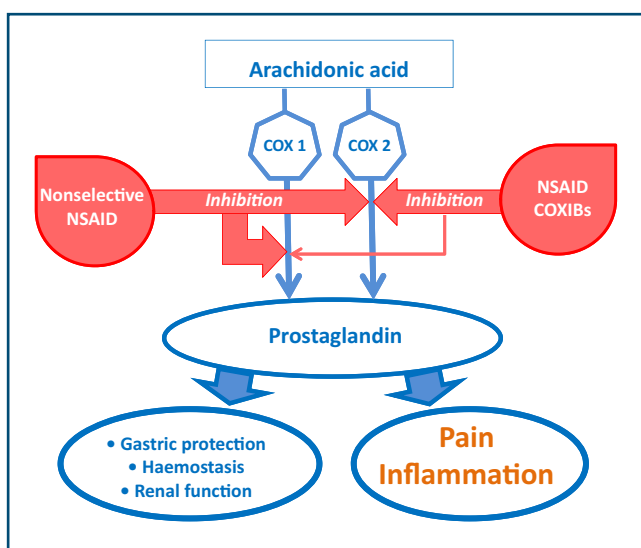 Arachidonic acid
COX 1
COX 2
Nonselective
NSAID
Inhibition
Inhibition
NSAID
COXIBs
Prostaglandin
• Gastric protection
• Haemostasis
• Renal function
Pain
Inflammation